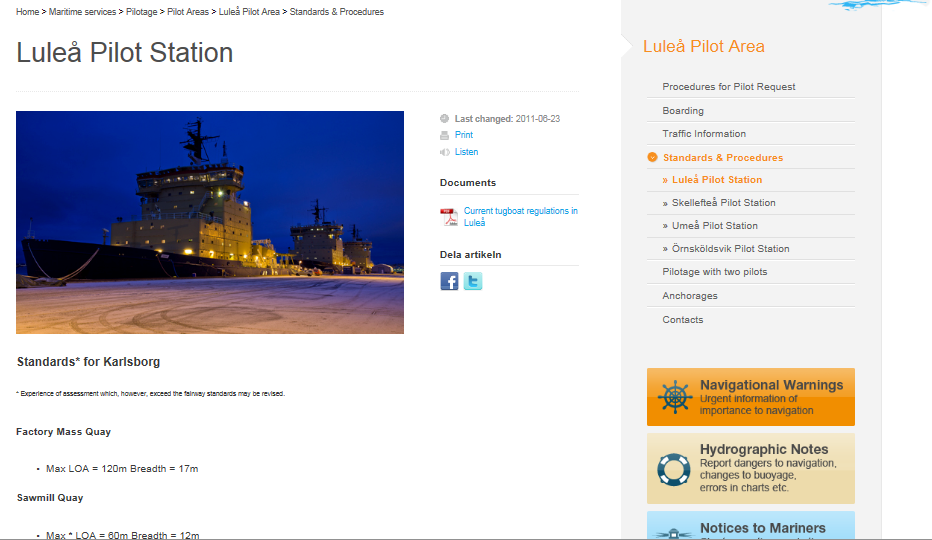 Home > Maritime services > Pilotage > Pilot Areas > Luleå Pilot Area > Standards & Procedures
Luleå Pilot Station
Last changed: 2011-06-23
Print
Listen
Documents
Current tugboat regulations in
Luleå
Dela artikeln
Standards* for Karlsborg
* Experience of assessment which, however, exceed the fairway standards may be revised.
Factory Mass Quay
• Max LOA = 120m Breadth = 17m
Sawmill Quay
• Max * LOA = 60m Breadth = 12m
Luleå Pilot Area
Procedures for Pilot Request
Boarding
Traffic Information
Standards & Procedures
» Luleå Pilot Station
» Skellefteå Pilot Station
» Umeå Pilot Station
» Örnsköldsvik Pilot Station
Pilotage with two pilots
Anchorages
Contacts
Navigational Warnings
Urgent information of
importance to navigation
Hydrographic Notes
Report dangers to navigation,
changes to buoyage,
errors in charts etc.
Notices to Mariners